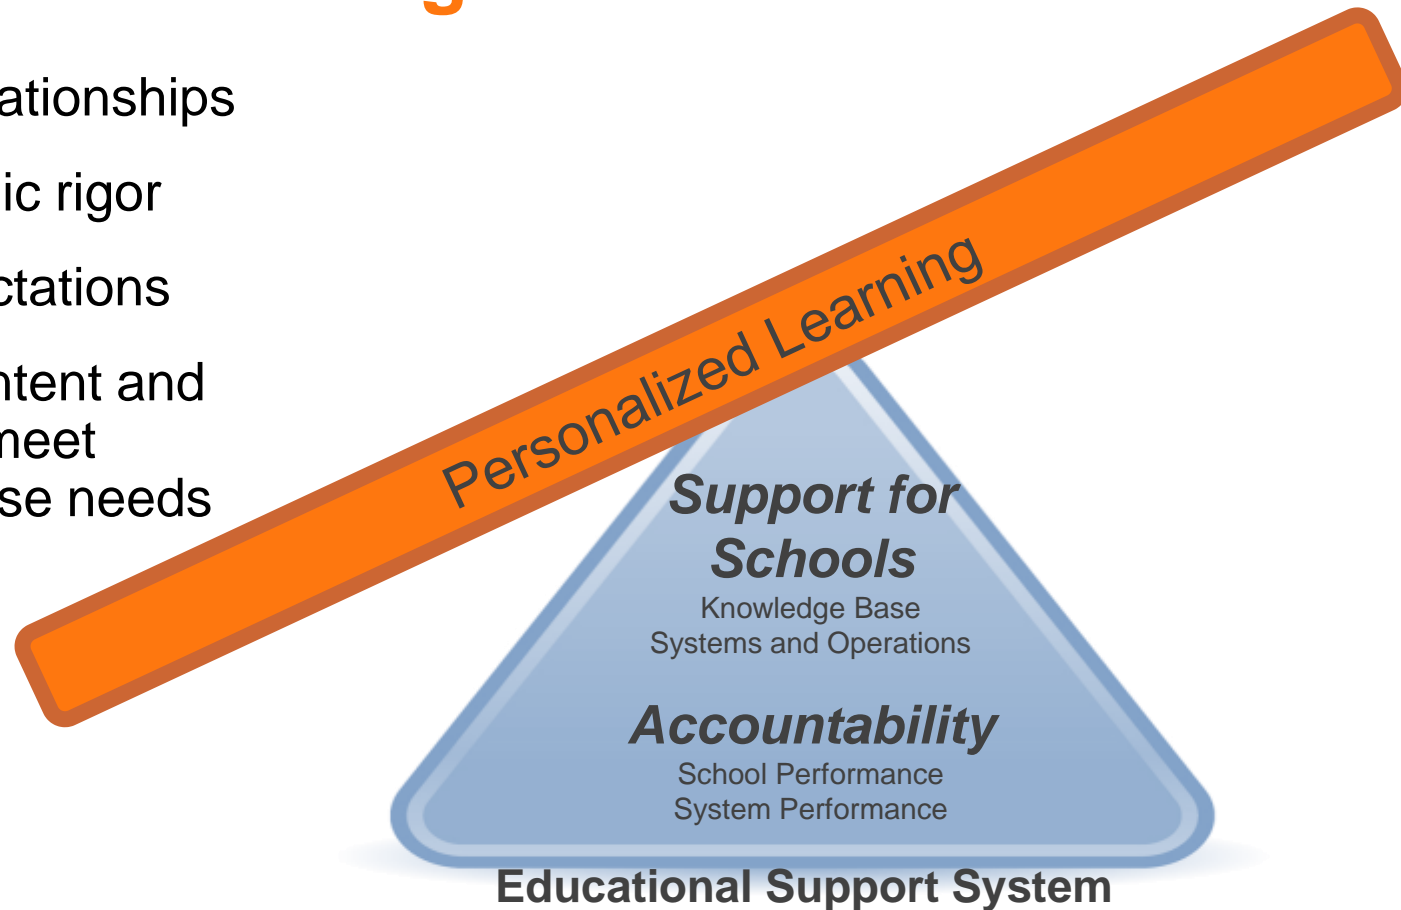 g
ationships
ic rigor
ctations
ntent and
meet
se needs
Personalized Learning
Support for
Schools
Knowledge Base
Systems and Operations
Accountability
School Performance
System Performance
Educational Support System